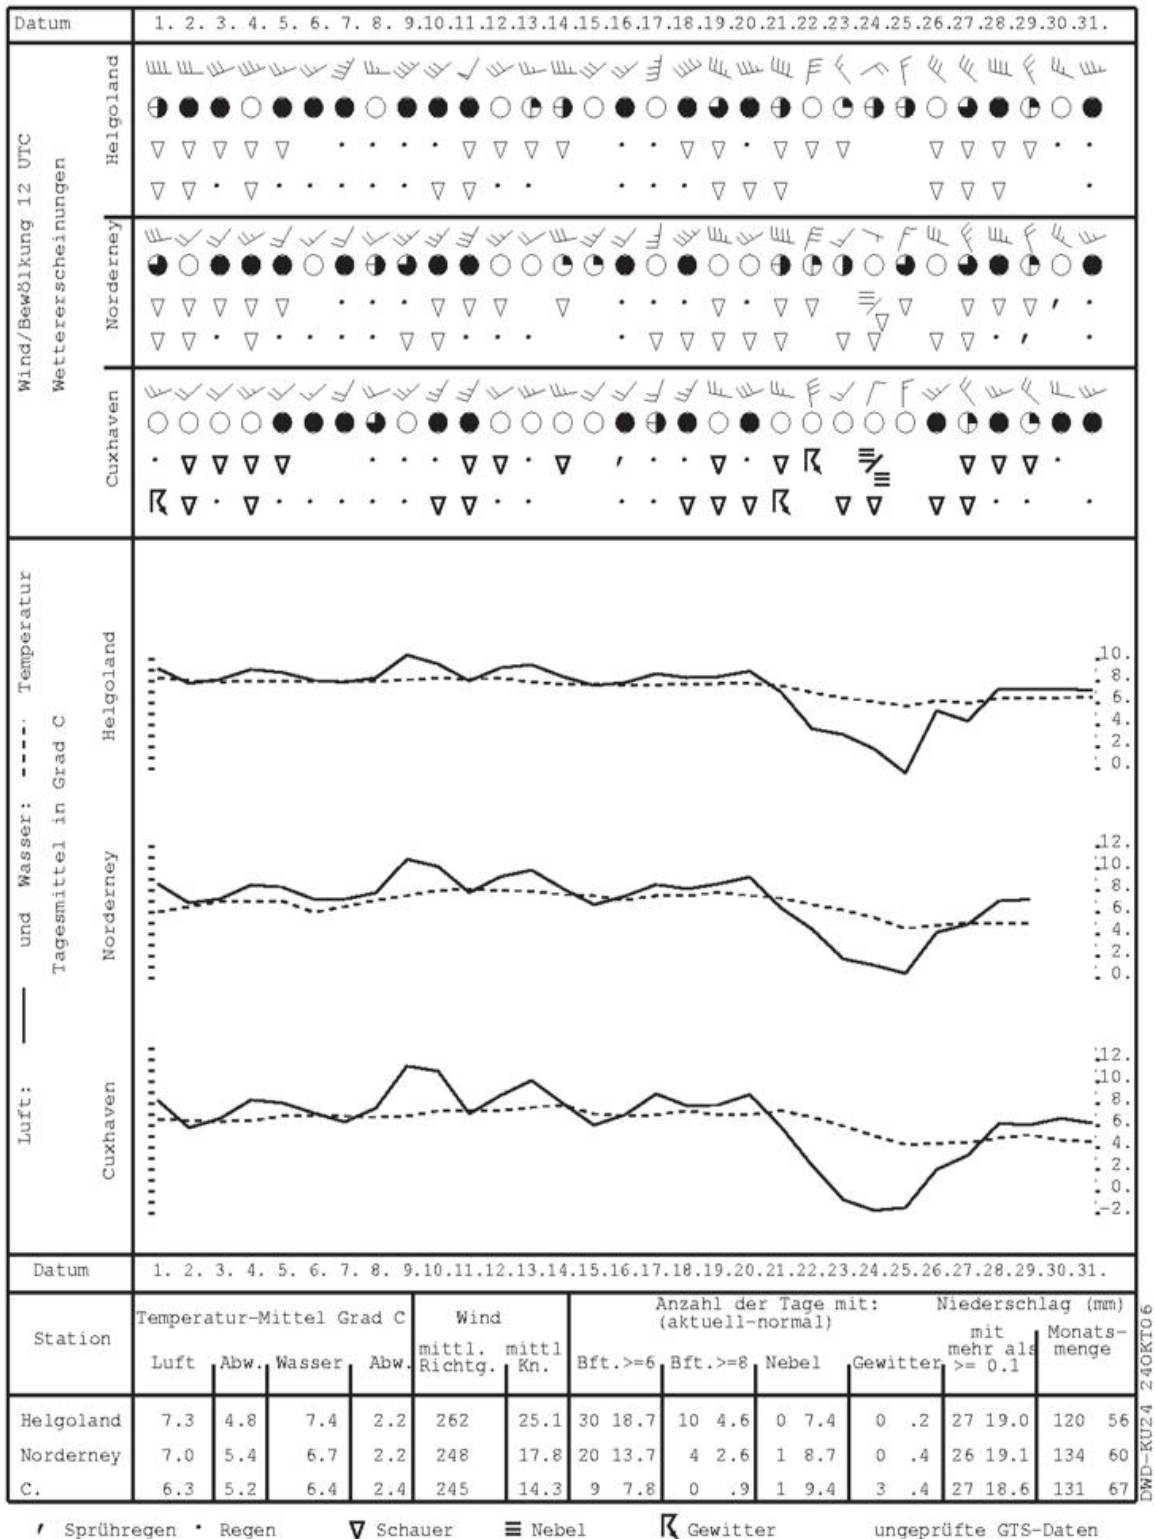 Datum 1. 2. 3. 4. 5. 6. 7. 8. 9.10.11.12.13.14.15.16.17.18.19.20.21.22.23.24.25.26.27.28.29.30.31.
Wind/Bewölkung 12 UTC
Wettererscheinungen
Helgoland
Norderney
Cuxhaven
Luft: und Wasser: Temperatur
Tagesmittel in Grad C
Helgoland
10.
8.
6.
4.
2.
0.
Norderney
12.
10.
8.
6.
4.
2.
0.
Cuxhaven
12.
10.
8.
6.
4.
2.
0.
-2.
Datum 1. 2. 3. 4. 5. 6. 7. 8. 9.10.11.12.13.14.15.16.17.18.19.20.21.22.23.24.25.26.27.28.29.30.31.
Station
Temperatur-Mittel Grad C
Luft Abw. Wasser Abw.
Wind
mittl. Richtg.
mittl Kn.
Anzahl der Tage mit:
(aktuell-normal)
Bft.>=6 Bft.>=8 Nebel Gewitter
Niederschlag (mm)
mit
mehr als
>= 0.1
Monats-
menge
Helgoland 7.3 4.8 7.4 2.2 262 25.1 30 18.7 10 4.6 0 7.4 0 .2 27 19.0 120 56
Norderney 7.0 5.4 6.7 2.2 248 17.8 20 13.7 4 2.6 1 8.7 0 .4 26 19.1 134 60
C. 6.3 5.2 6.4 2.4 245 14.3 9 7.8 0 .9 1 9.4 3 .4 27 18.6 131 67
Sprühregen Regen Schauer Nebel Gewitter ungeprüfte GTS-Daten
DWD-KU24 24OKT06